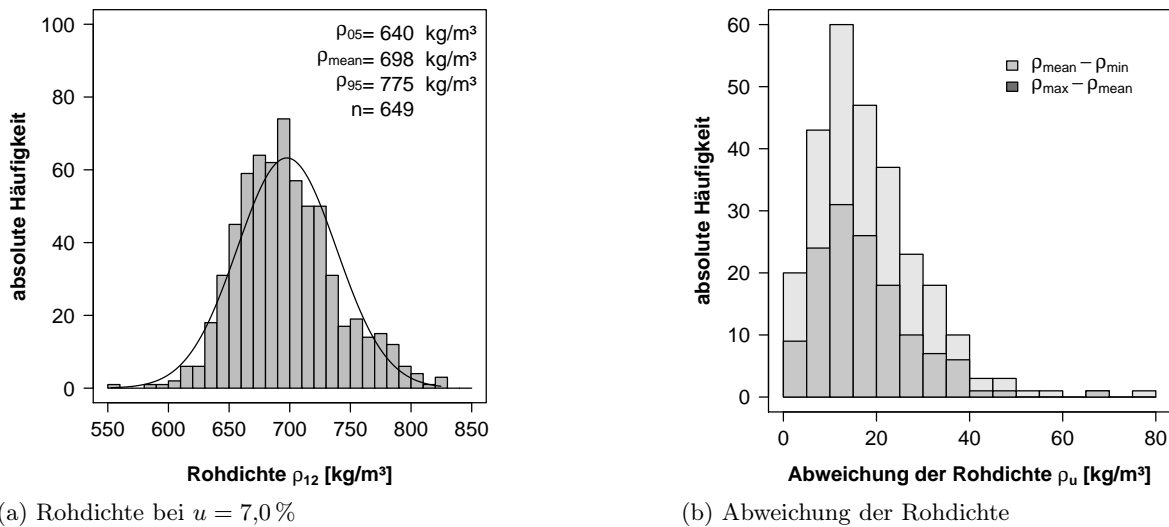 absolute Häufigkeit
100
80
60
40
20
0
ρ05= 640 kg/m³
ρmean= 698 kg/m³
ρ95= 775 kg/m³
n= 649
550 600 650 700 750 800 850
Rohdichte ρ12 [kg/m³]
(a) Rohdichte bei u = 7,0 %
absolute Häufigkeit
60
50
40
30
20
10
0
ρmean − ρmin
ρmax − ρmean
0 20 40 60 80
Abweichung der Rohdichte ρu [kg/m³]
(b) Abweichung der Rohdichte